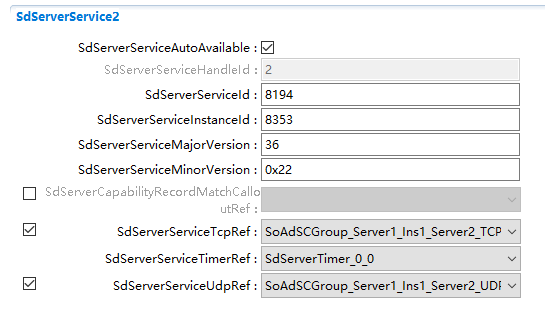 SdServerService2
SdServerServiceAutoAvailable :
SdServerServiceHandleId : 2
SdServerServiceId : 8194
SdServerServiceInstanceId : 8353
SdServerServiceMajorVersion : 36
SdServerServiceMinorVersion : 0x22
SdServerCapabilityRecordMatchCallo
utRef :
SdServerServiceTcpRef : SoAdSCGroup_Server1_Ins1_Server2_TCP
SdServerServiceTimerRef : SdServerTimer_0_0
SdServerServiceUdpRef : SoAdSCGroup_Server1_Ins1_Server2_UDP